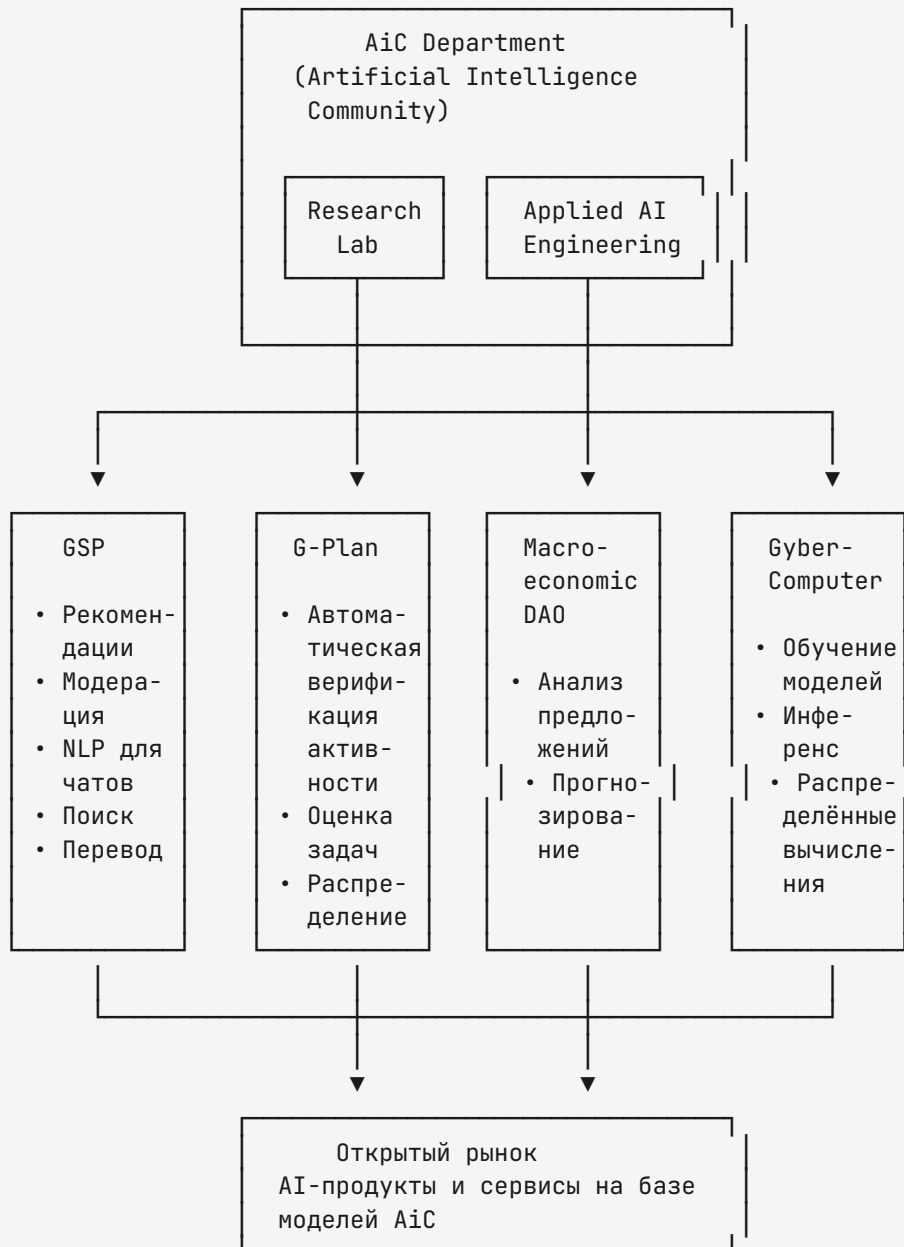 AiC Department
(Artificial Intelligence
Community)
Research
Lab
Applied AI
Engineering
GSP
• Рекомен-
дации
• Модера-
ция
• NLP для
чатов
• Поиск
• Перевод
G-Plan
• Автома-
тическая
верифи-
кация
актив-
ности
• Оценка
задач
• Распре-
деление
Macro-
economic
DAO
• Анализ
предло-
жений
• Прогно-
зирова-
ние
Gyber-
Computer
• Обучение
моделей
• Инфе-
ренс
• Распре-
делённые
вычисле-
ния
Открытый рынок
AI-продукты и сервисы на базе
моделей AiC